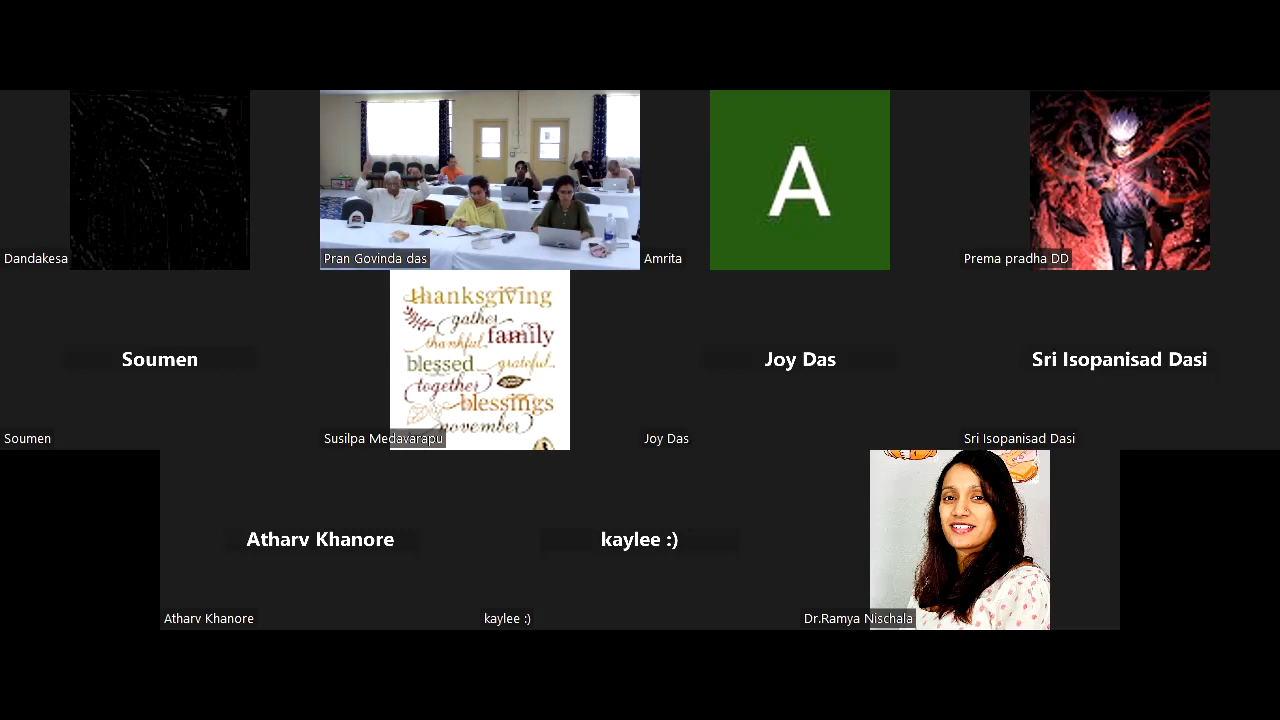 Dandakesa
Pran Govinda das
Amrita
A
Prema pradha DD
Soumen
Soumen
thanksgiving
gather
thankful family
blessed grateful
together
blessings
november
Susilpa Medavarapu
Joy Das
Joy Das
Sri Isopanisad Dasi
Sri Isopanisad Dasi
Atharv Khanore
Atharv Khanore
kaylee :)
kaylee :)
Dr.Ramya Nischala